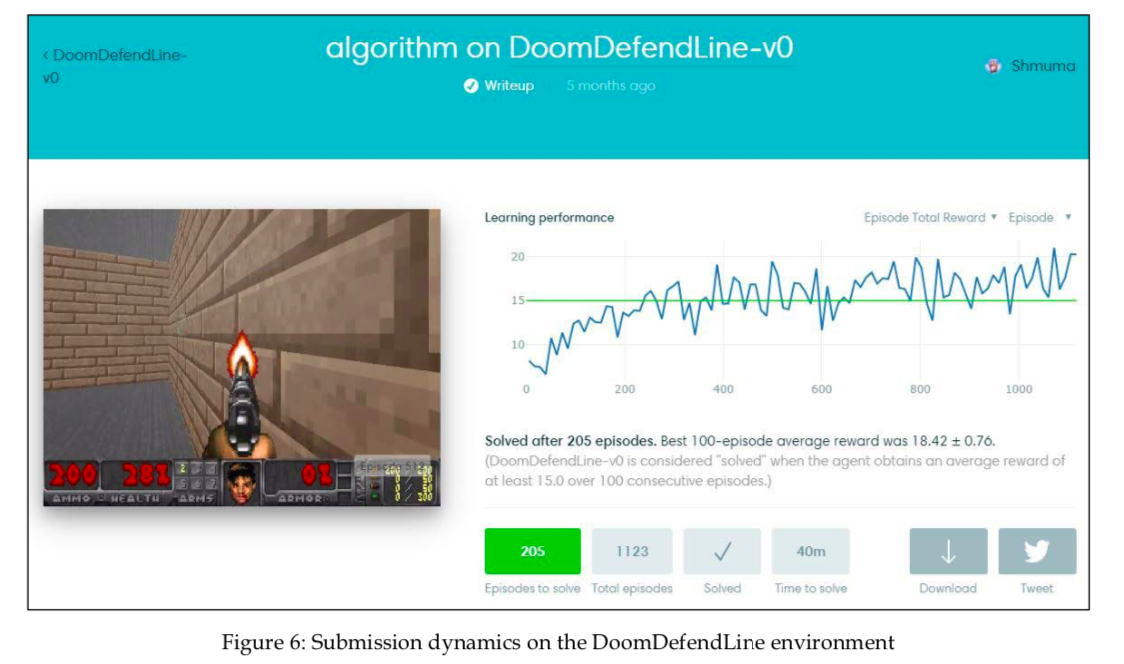 ‹ DoomDefendLine-
v0
algorithm on DoomDefendLine-v0
Writeup 5 months ago
Shmuma
Learning performance
Episode Total Reward ▼ Episode ▼
20
15
10
0 200 400 600 800 1000
Solved after 205 episodes. Best 100-episode average reward was 18.42 ± 0.76.
(DoomDefendLine-v0 is considered "solved" when the agent obtains an average reward of
at least 15.0 over 100 consecutive episodes.)
200 28% 2 0%
AMMO HEALTH ARMS ARMOR
205 1123 ✓ 40m
Episodes to solve Total episodes Solved Time to solve Download Tweet
Figure 6: Submission dynamics on the DoomDefendLine environment